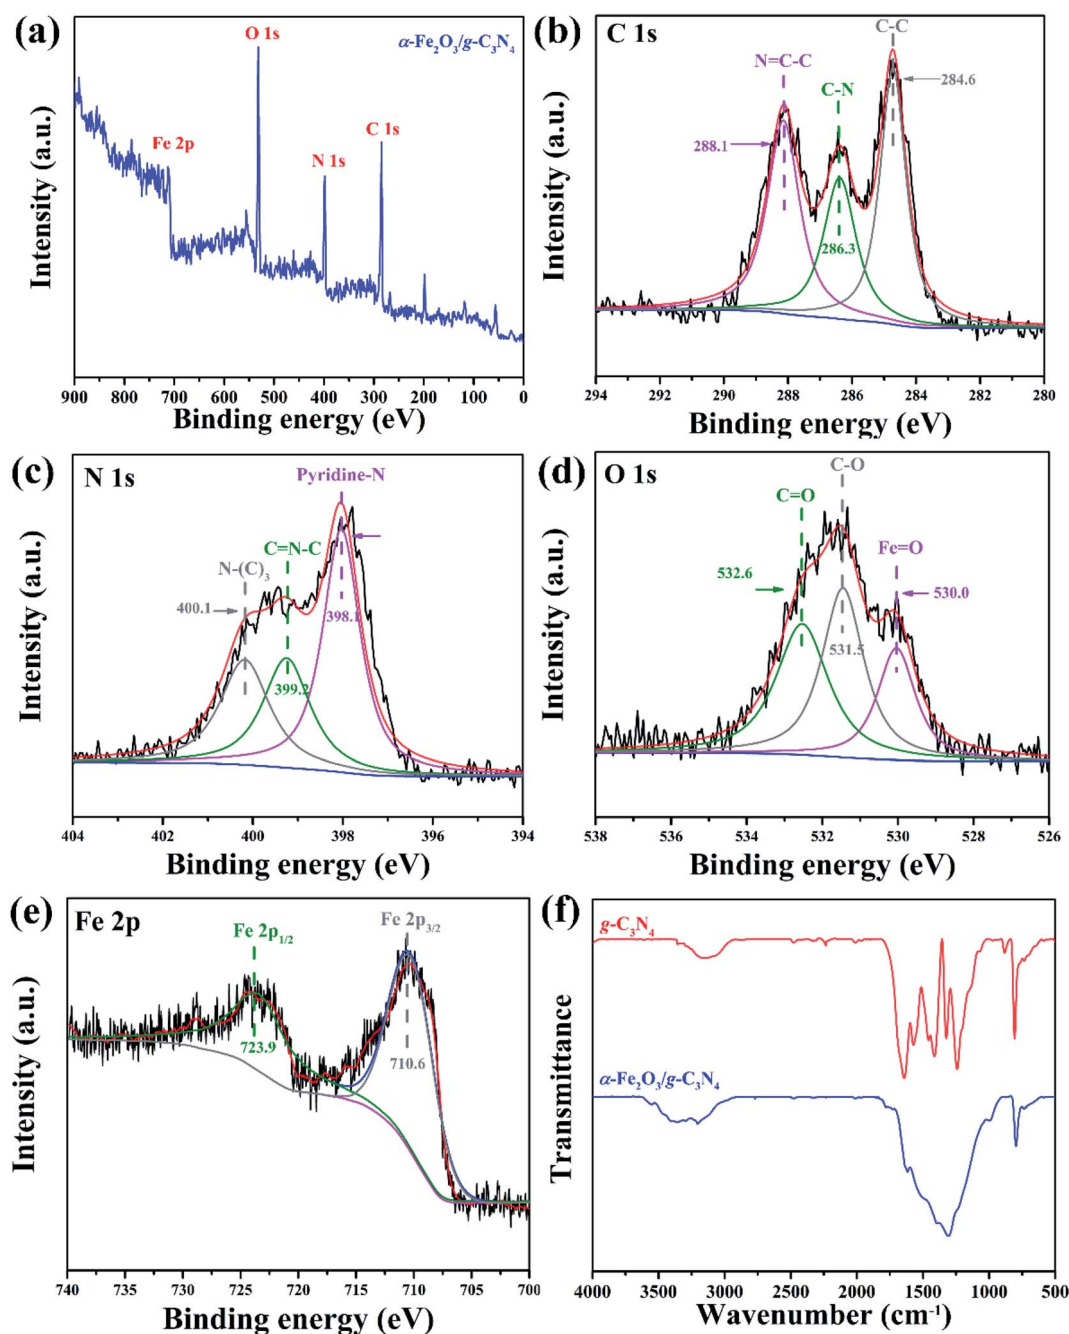 (a)
O 1s
α-Fe₂O₃/g-C₃N₄
Fe 2p
N 1s
C 1s
Intensity (a.u.)
900 800 700 600 500 400 300 200 100 0
Binding energy (eV)
(b)
C 1s
C-C
N=C-C
C-N
284.6
288.1
286.3
Intensity (a.u.)
294 292 290 288 286 284 282 280
Binding energy (eV)
(c)
N 1s
Pyridine-N
C=N-C
N-(C)₃
400.1
398.1
399.2
Intensity (a.u.)
404 402 400 398 396 394
Binding energy (eV)
(d)
O 1s
C-O
C=O
Fe=O
532.6
530.0
531.5
Intensity (a.u.)
538 536 534 532 530 528 526
Binding energy (eV)
(e)
Fe 2p
Fe 2p₃/₂
Fe 2p₁/₂
723.9
710.6
Intensity (a.u.)
740 735 730 725 720 715 710 705 700
Binding energy (eV)
(f)
g-C₃N₄
α-Fe₂O₃/g-C₃N₄
Transmittance
4000 3500 3000 2500 2000 1500 1000 500
Wavenumber (cm⁻¹)